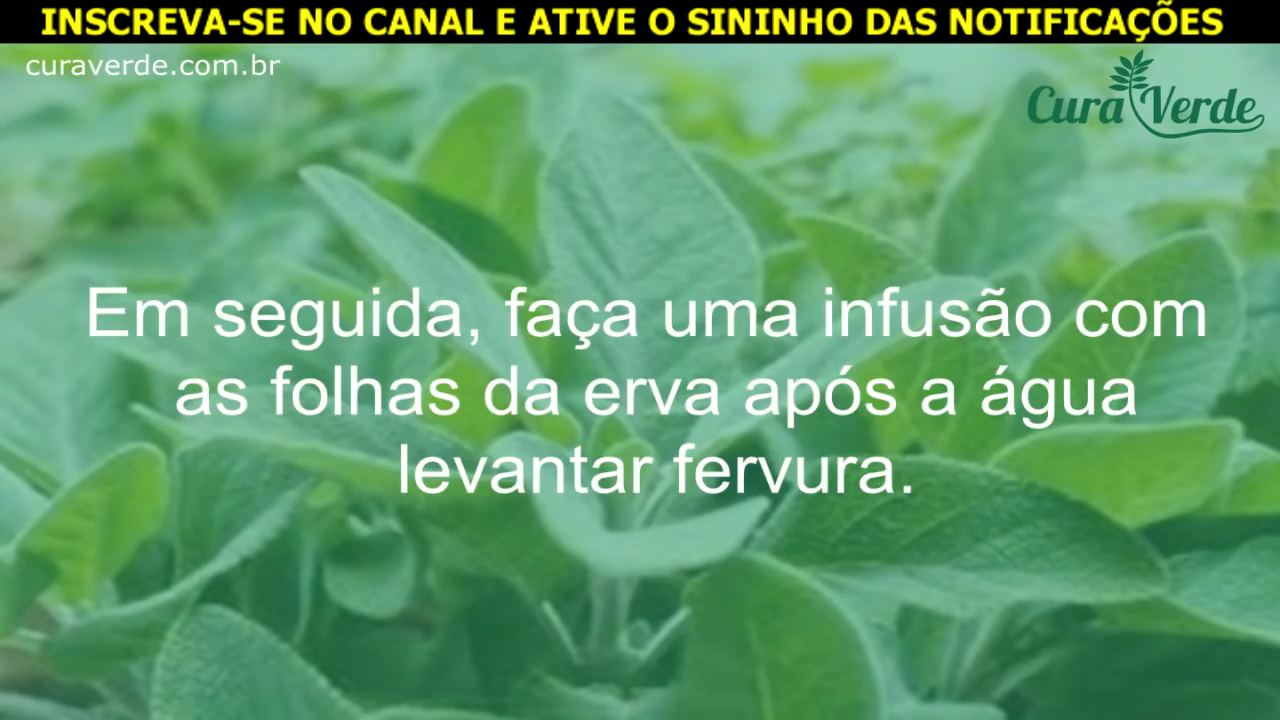 INSCREVA-SE NO CANAL E ATIVE O SININHO DAS NOTIFICAÇÕES
curaverde.com.br
Cura Verde
Em seguida, faça uma infusão com
as folhas da erva após a água
levantar fervura.